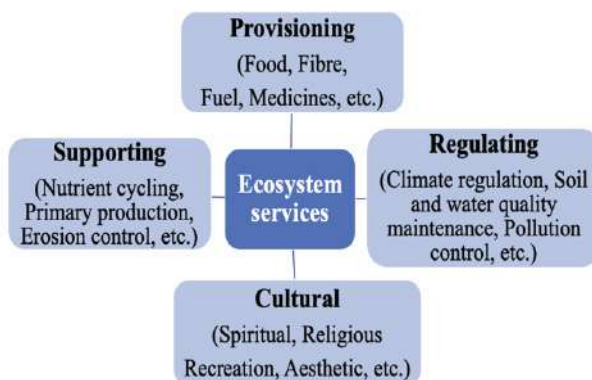 Provisioning
(Food, Fibre,
Fuel, Medicines, etc.)
Supporting
(Nutrient cycling,
Primary production,
Erosion control, etc.)
Ecosystem
services
Regulating
(Climate regulation, Soil
and water quality
maintenance, Pollution
control, etc.)
Cultural
(Spiritual, Religious
Recreation, Aesthetic, etc.)